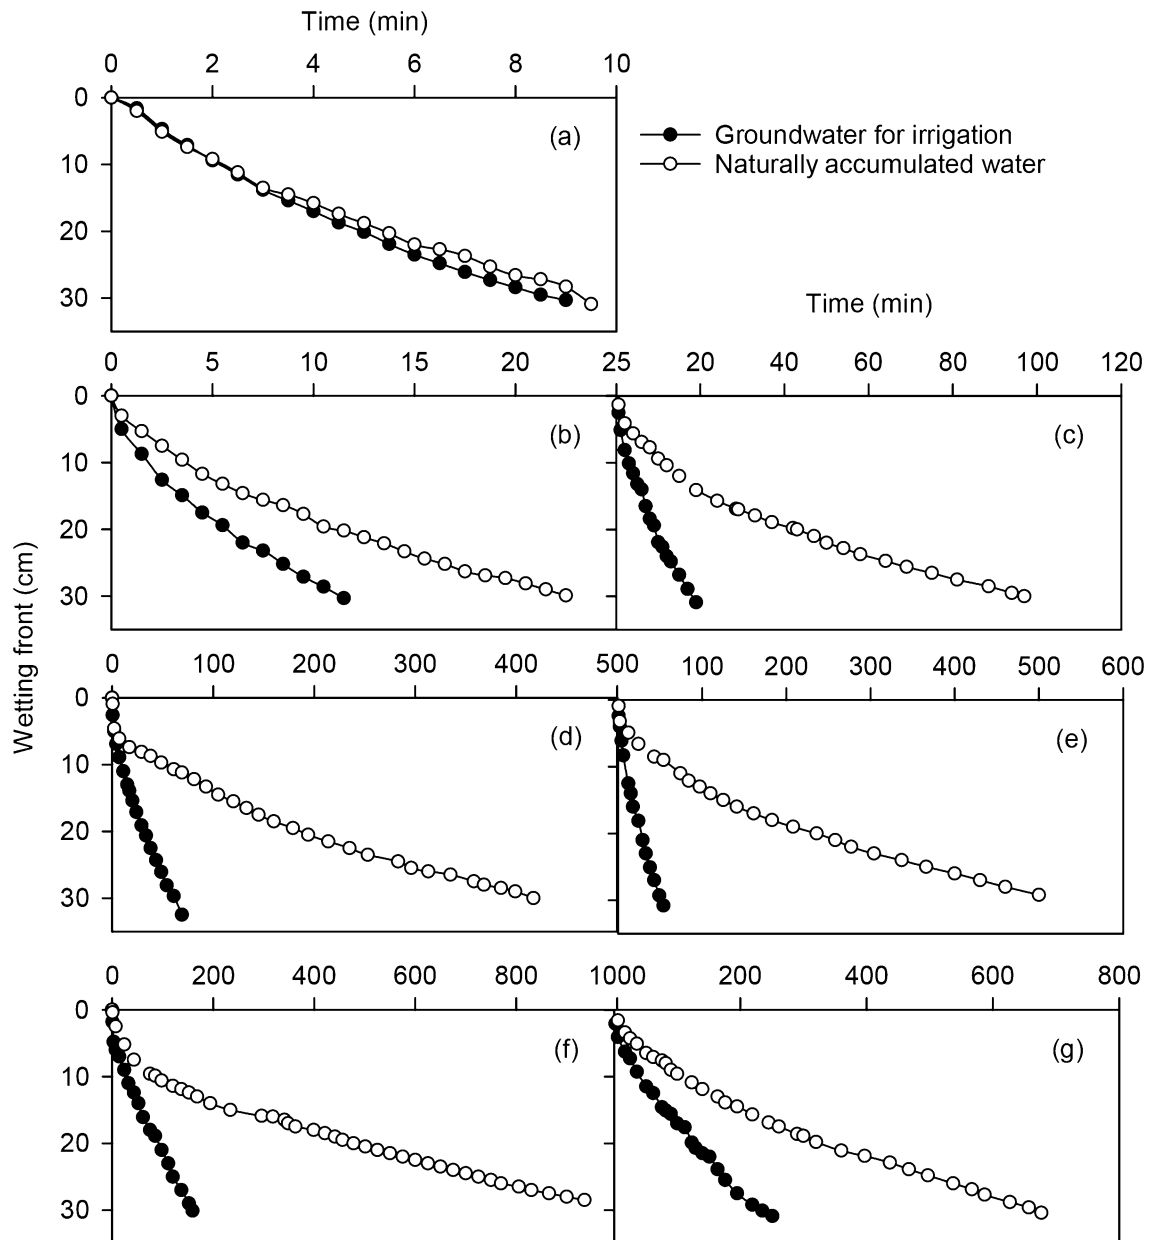 Time (min)
0 2 4 6 8 10
0
10
20
30
(a)
Groundwater for irrigation
Naturally accumulated water
Time (min)
0 5 10 15 20 25 20 40 60 80 100 120
0
10
20
30
(b)
(c)
Wetting front (cm)
0 100 200 300 400 500 100 200 300 400 500 600
0
10
20
30
(d)
(e)
0 200 400 600 800 1000 200 400 600 800
0
10
20
30
(f)
(g)